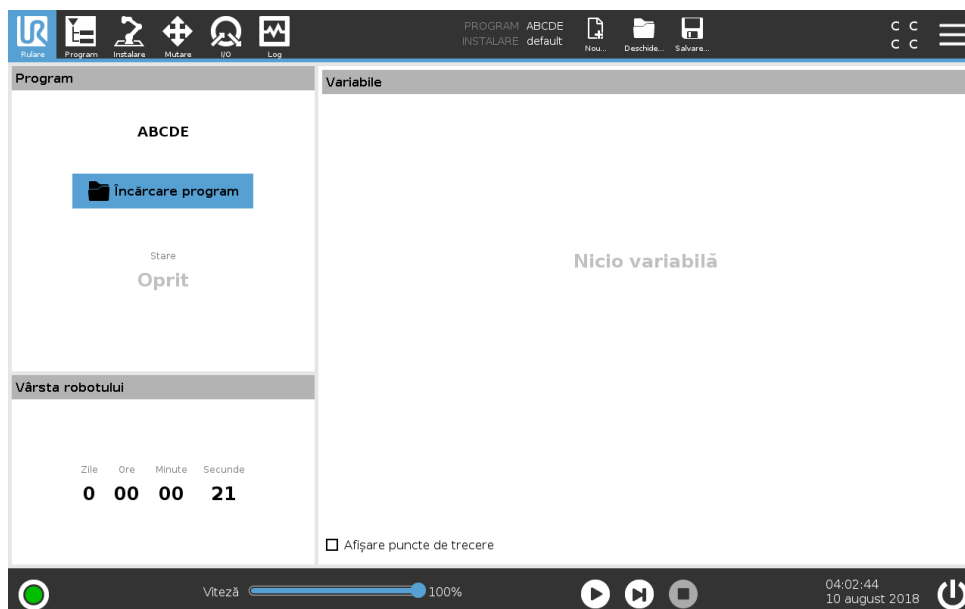 UR
Rulare
Program
Instalare
Mutare
I/O
Log
PROGRAM ABCDE
INSTALARE default
Nou...
Deschide...
Salvare...
C C
C C
Program
ABCDE
Încărcare program
Stare
Oprit
Variabile
Nicio variabilă
Afișare puncte de trecere
Vârsta robotului
Zile Ore Minute Secunde
0 00 00 21
Viteză 100%
04:02:44
10 august 2018